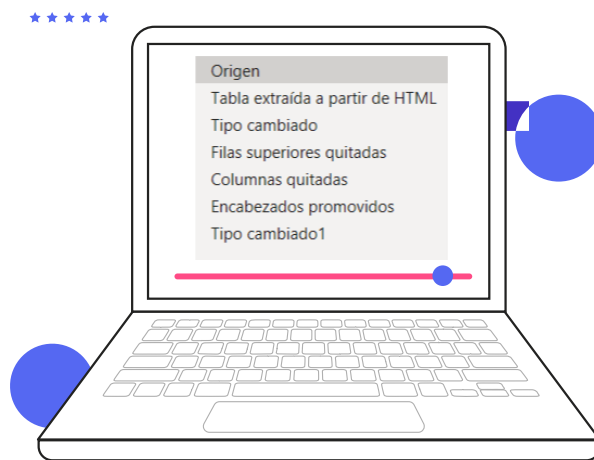 Origen
Tabla extraída a partir de HTML
Tipo cambiado
Filas superiores quitadas
Columnas quitadas
Encabezados promovidos
Tipo cambiado1